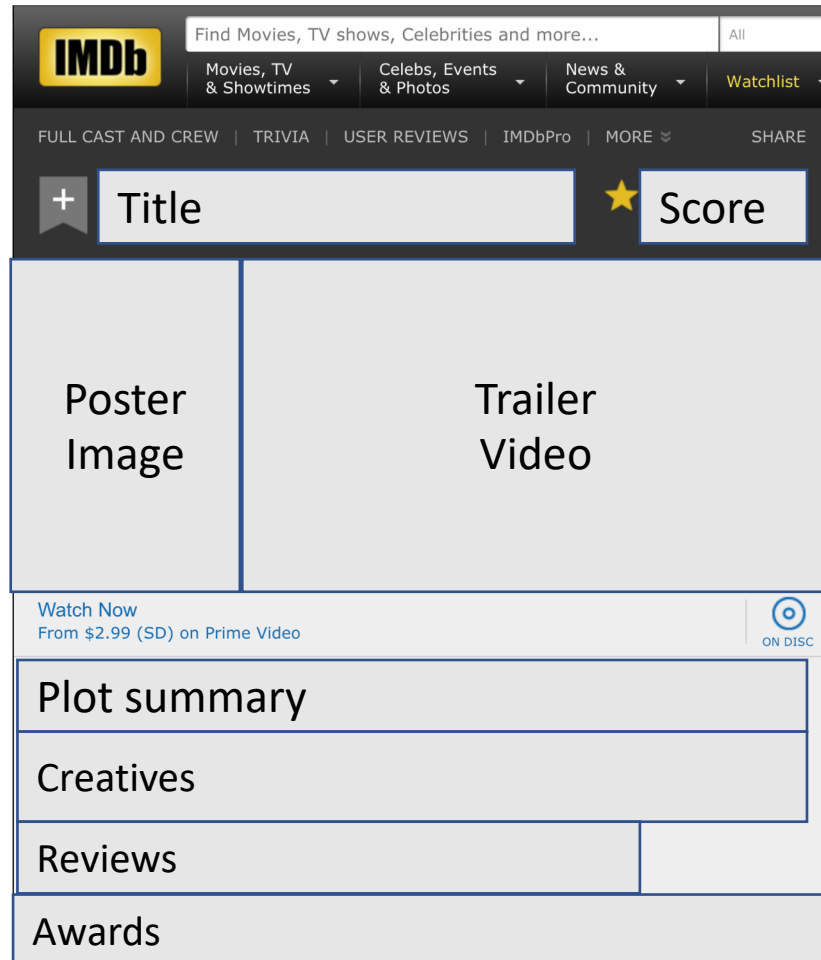 IMDb
Find Movies, TV shows, Celebrities and more...
All
Movies, TV
& Showtimes
Celebs, Events
& Photos
News &
Community
Watchlist
FULL CAST AND CREW | TRIVIA | USER REVIEWS | IMDbPro | MORE
SHARE
+
Title
Score
Poster
Image
Trailer
Video
Watch Now
From $2.99 (SD) on Prime Video
ON DISC
Plot summary
Creatives
Reviews
Awards